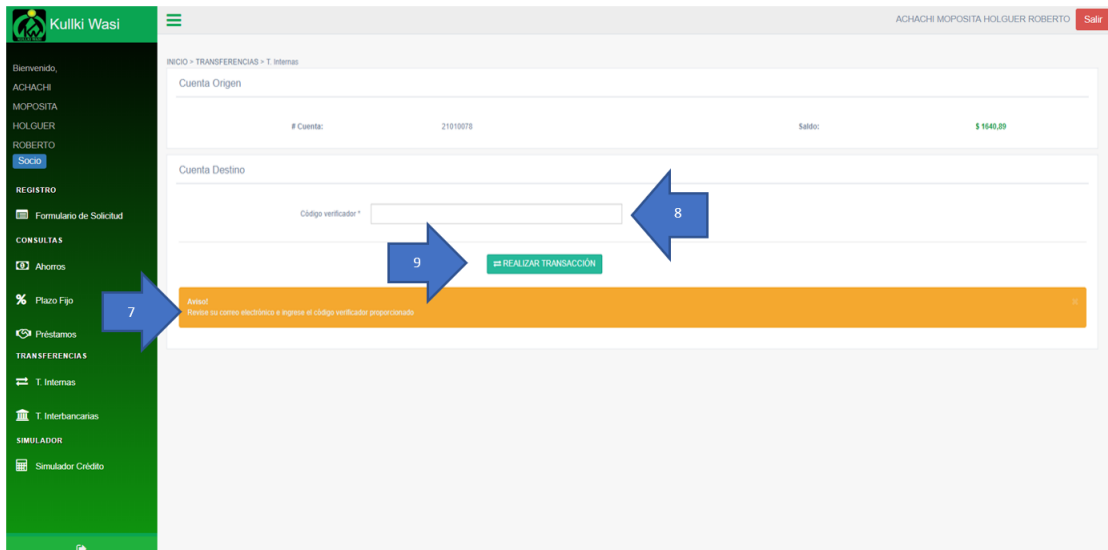 Kullki Wasi
ACHACHI MOPOSITA HOLGUER ROBERTO
Salir
Bienvenido,
ACHACHI
MOPOSITA
HOLGUER
ROBERTO
Socio
REGISTRO
Formulario de Solicitud
CONSULTAS
Ahorros
Plazo Fijo
Préstamos
TRANSFERENCIAS
T. Internas
T. Interbancarias
SIMULADOR
Simulador Crédito
INICIO > TRANSFERENCIAS > T. Internas
Cuenta Origen
# Cuenta: 21010078 Saldo: $ 1640,89
Cuenta Destino
Código verificador *
8
9
REALIZAR TRANSACCIÓN
7
Aviso!
Revise su correo electrónico e ingrese el código verificador proporcionado